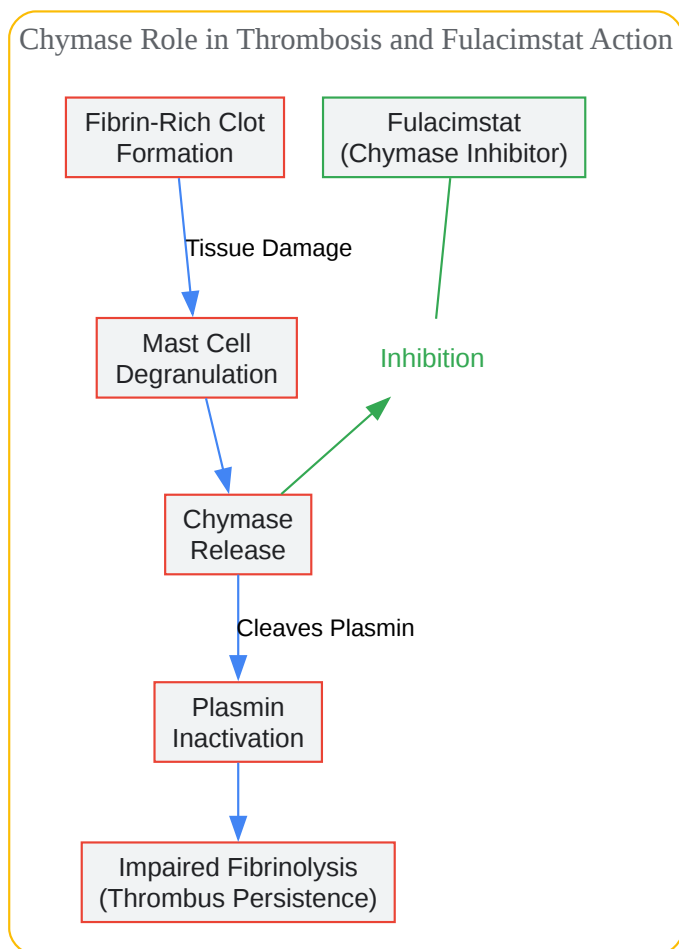 Chymase Role in Thrombosis and Fulacimstat Action
Fibrin-Rich Clot
Formation
Fulacimstat
(Chymase Inhibitor)
Tissue Damage
Mast Cell
Degranulation
Inhibition
Chymase
Release
Cleaves Plasmin
Plasmin
Inactivation
Impaired Fibrinolysis
(Thrombus Persistence)